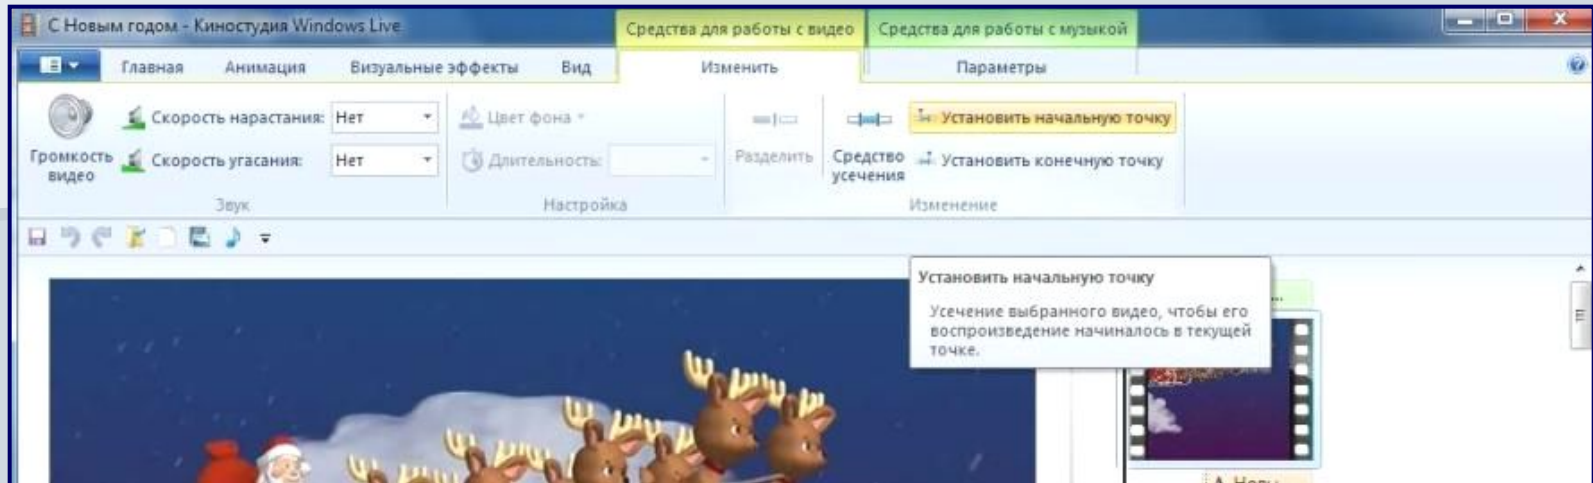 С Новым годом - Киностудия Windows Live
Средства для работы с видео
Средства для работы с музыкой
Главная
Анимация
Визуальные эффекты
Вид
Изменить
Параметры
Громкость видео
Скорость нарастания:
Нет
Скорость угасания:
Нет
Звук
Цвет фона
Длительность:
Настройка
Разделить
Средство усечения
Установить начальную точку
Установить конечную точку
Изменение
Установить начальную точку
Усечение выбранного видео, чтобы его
воспроизведение начиналось в текущей
точке.
...